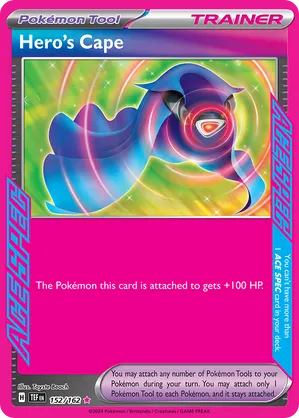 Pokémon Tool
TRAINER
Hero's Cape
ACE SPEC
ACE SPEC
You can't have more than
1 ACE SPEC card in your deck.
The Pokémon this card is attached to gets +100 HP.
Illus. Toyste Beach
H TEF EN 152/162
You may attach any number of Pokémon Tools to your
Pokémon during your turn. You may attach only 1
Pokémon Tool to each Pokémon, and it stays attached.
©2024 Pokémon / Nintendo / Creatures / GAME FREAK